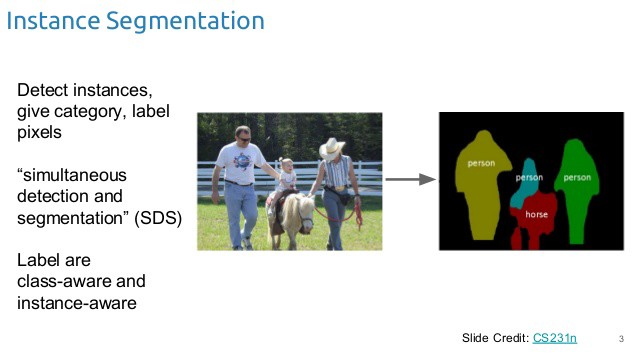 Instance Segmentation
Detect instances,
give category, label
pixels
“simultaneous
detection and
segmentation” (SDS)
Label are
class-aware and
instance-aware
person
person
person
horse
Slide Credit: CS231n
3